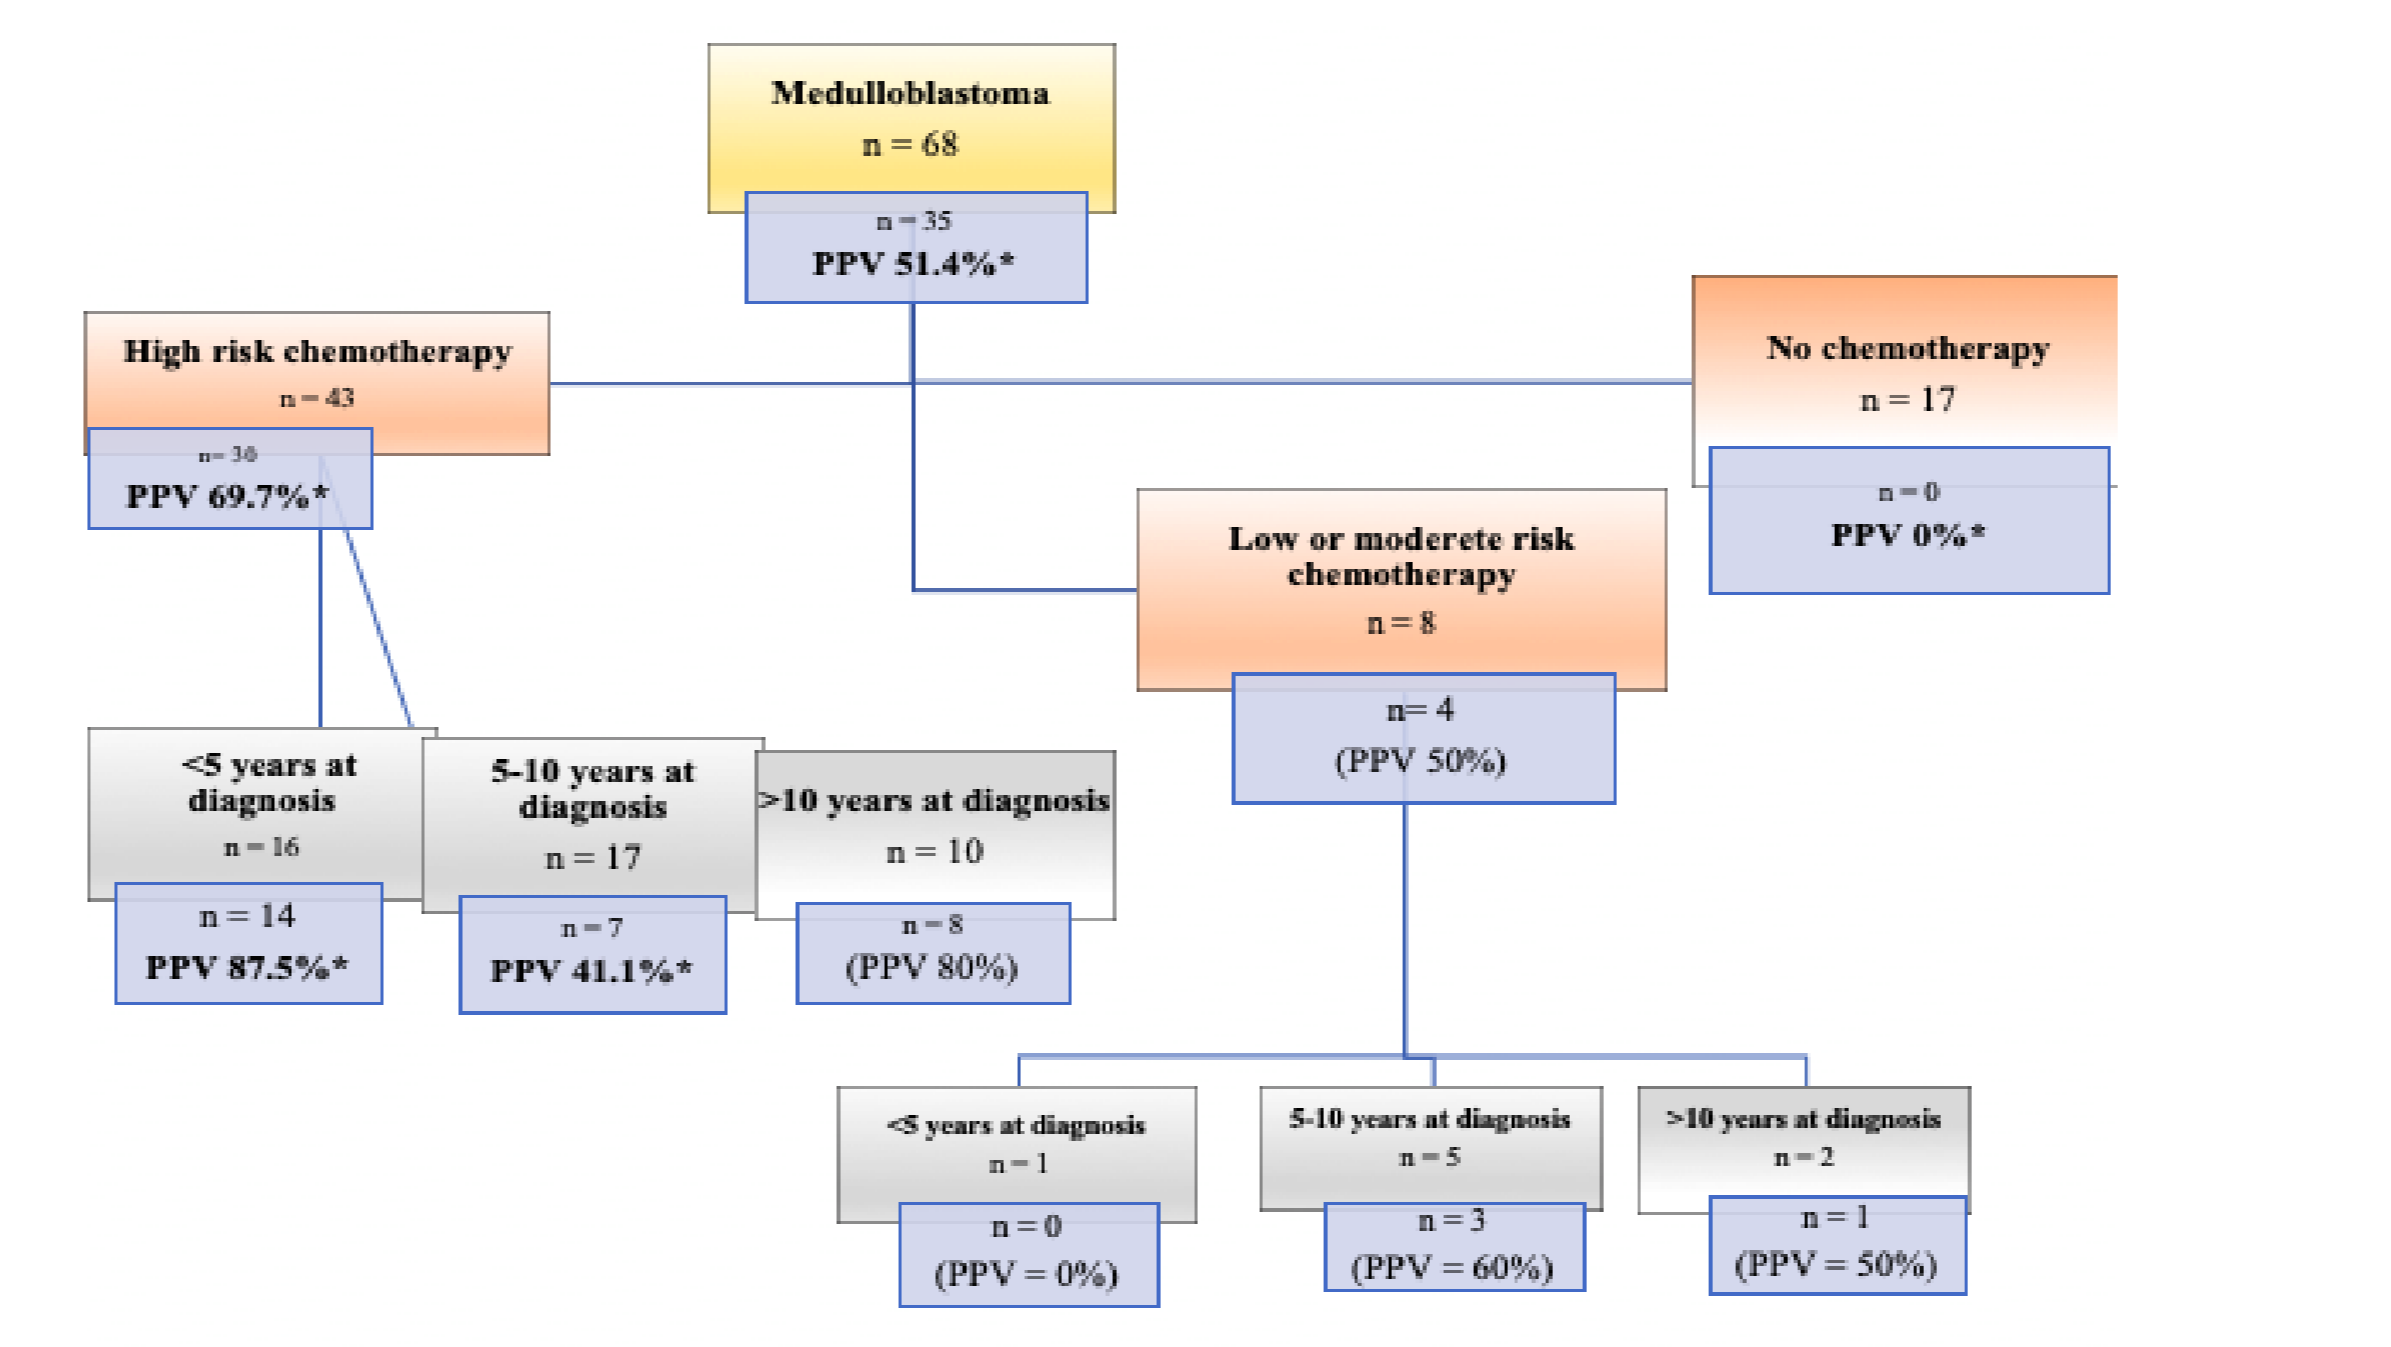 Medulloblastoma
n = 68
n = 35
PPV 51.4%*
High risk chemotherapy
n = 43
n= 30
PPV 69.7%*
No chemotherapy
n = 17
n = 0
PPV 0%*
Low or moderete risk
chemotherapy
n = 8
n= 4
(PPV 50%)
<5 years at
diagnosis
n = 16
n = 14
PPV 87.5%*
5-10 years at
diagnosis
n = 17
n = 7
PPV 41.1%*
>10 years at diagnosis
n = 10
n = 8
(PPV 80%)
<5 years at diagnosis
n = 1
n = 0
(PPV = 0%)
5-10 years at diagnosis
n = 5
n = 3
(PPV = 60%)
>10 years at diagnosis
n = 2
n = 1
(PPV = 50%)